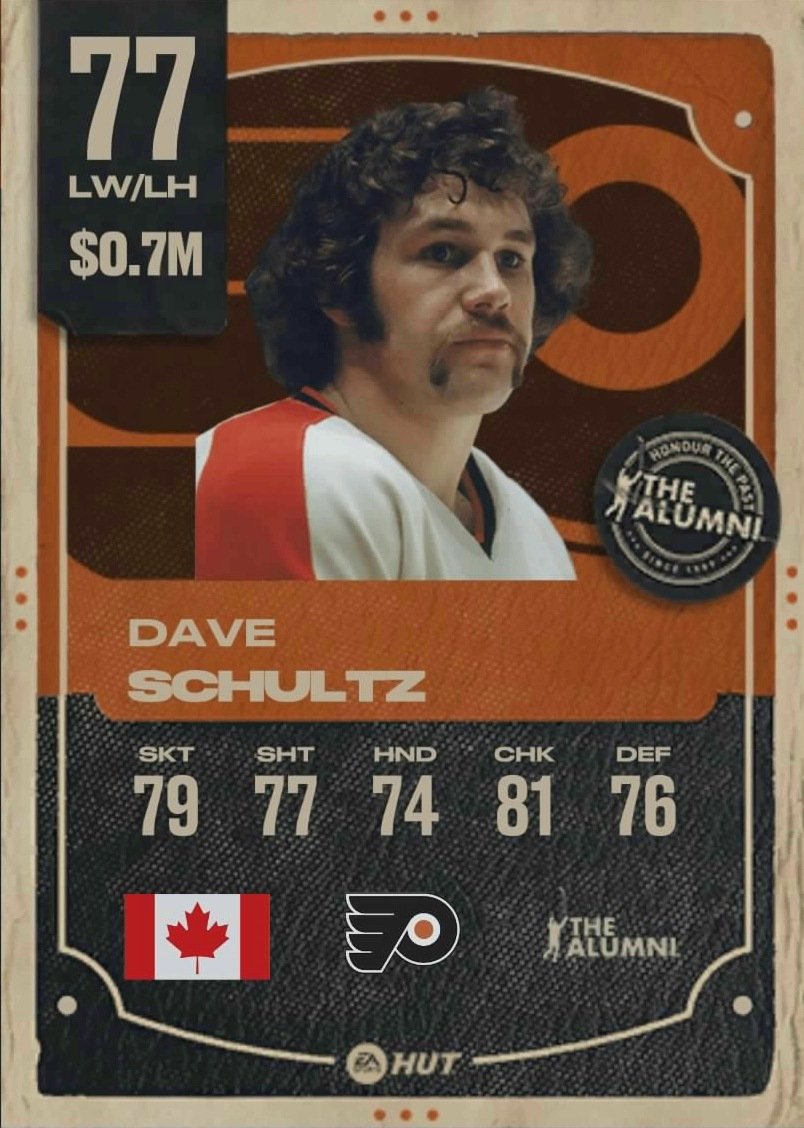 77
LW/LH
$0.7M
HONOUR THE PAST
THE
ALUMNI
DAVE
SCHULTZ
SKT SHT HND CHK DEF
79 77 74 81 76
THE
ALUMNI
EA
HUT